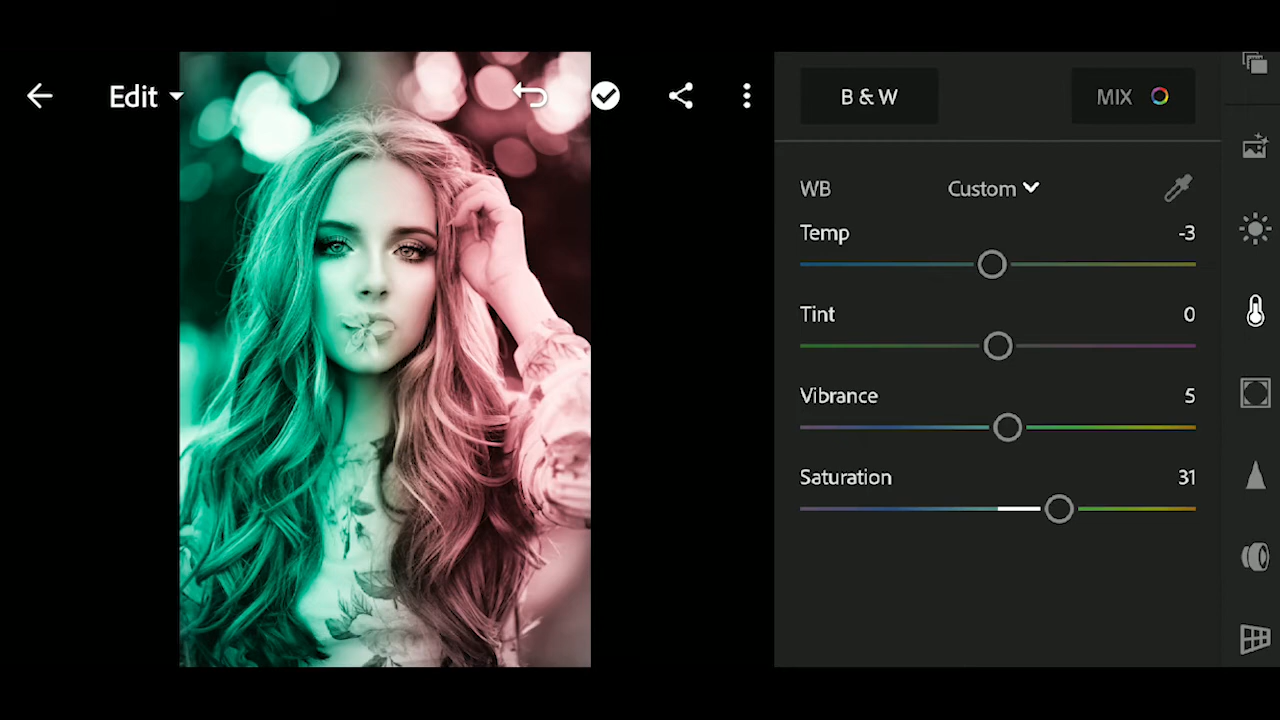 Edit
B & W
MIX
WB
Custom
Temp
-3
Tint
0
Vibrance
5
Saturation
31